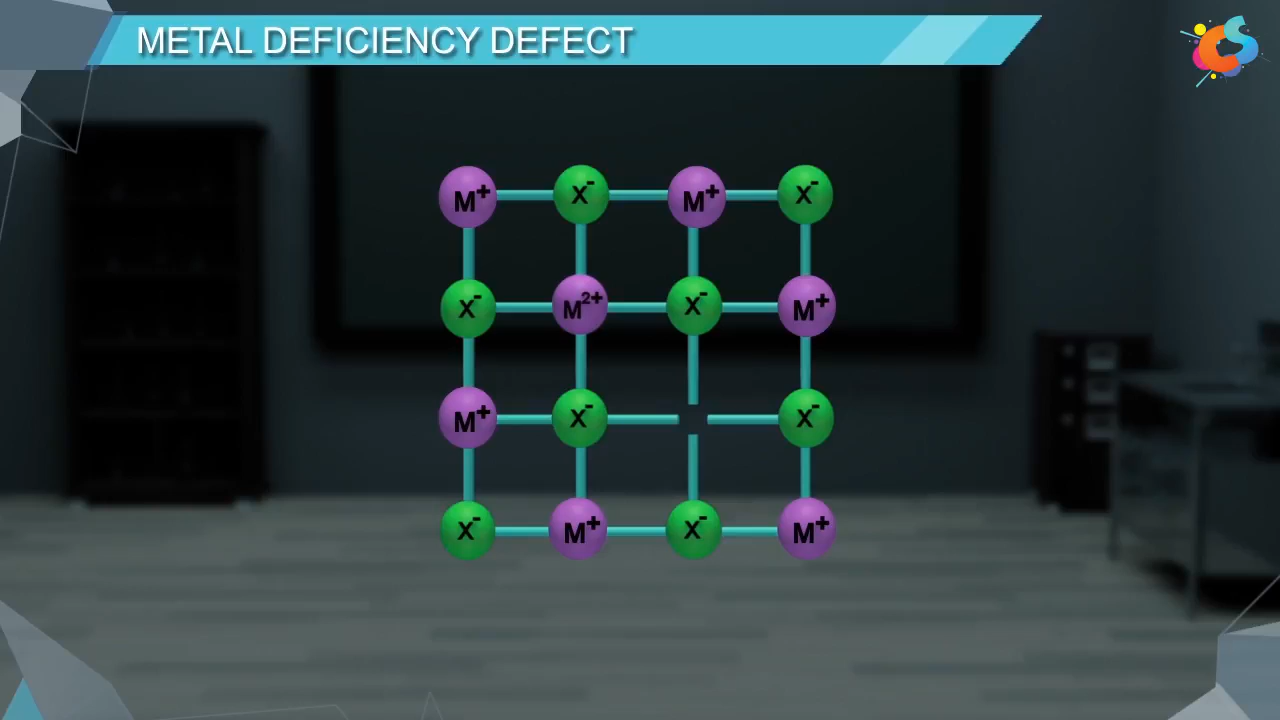 METAL DEFICIENCY DEFECT
M⁺ X⁻ M⁺ X⁻
X⁻ M²⁺ X⁻ M⁺
M⁺ X⁻ X⁻
X⁻ M⁺ X⁻ M⁺